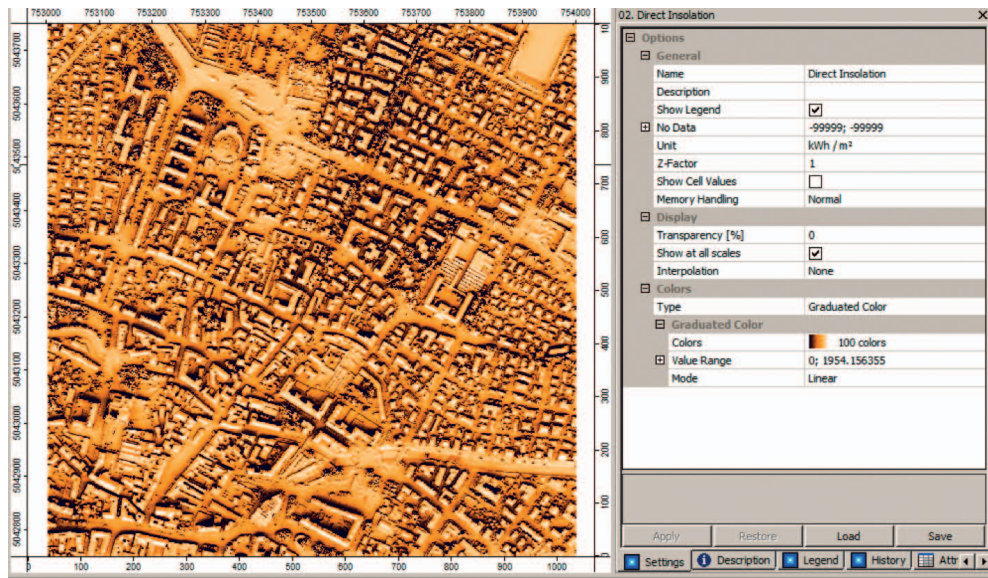 753000 753100 753200 753300 753400 753500 753600 753700 753800 753900 754000
5043700
5043600
5043500
5043400
5043300
5043200
5043100
5043000
5042900
5042800
900
800
700
600
500
400
300
200
100
0
0 100 200 300 400 500 600 700 800 900 1000
02. Direct Insolation
Options
General
Name Direct Insolation
Description
Show Legend
No Data -99999; -99999
Unit kWh / m²
Z-Factor 1
Show Cell Values
Memory Handling Normal
Display
Transparency [%] 0
Show at all scales
Interpolation None
Colors
Type Graduated Color
Graduated Color
Colors 100 colors
Value Range 0; 1954.156355
Mode Linear
Apply Restore Load Save
Settings Description Legend History Attr